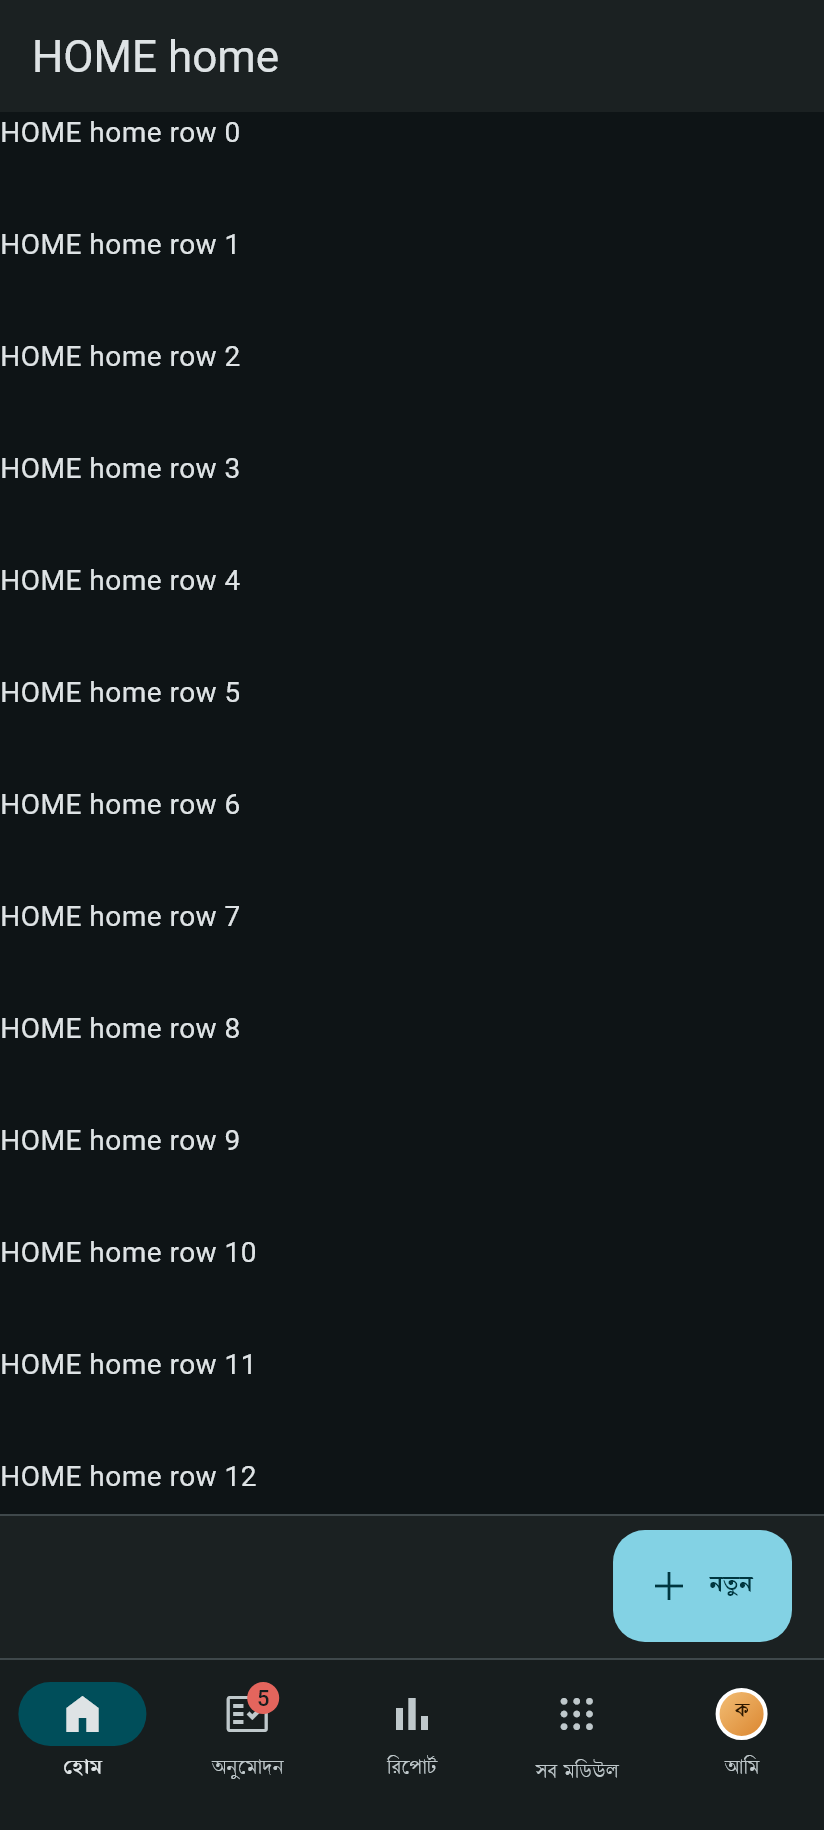 HOME home
HOME home row 0
HOME home row 1
HOME home row 2
HOME home row 3
HOME home row 4
HOME home row 5
HOME home row 6
HOME home row 7
HOME home row 8
HOME home row 9
HOME home row 10
HOME home row 11
HOME home row 12
নতুন
5
ক
হোম
অনুমোদন
রিপোর্ট
সব মডিউল
আমি